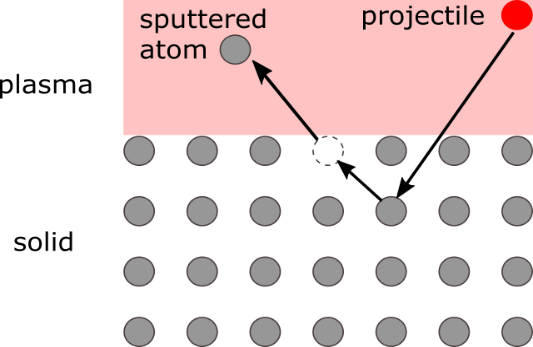 sputtered
atom
projectile
plasma
solid